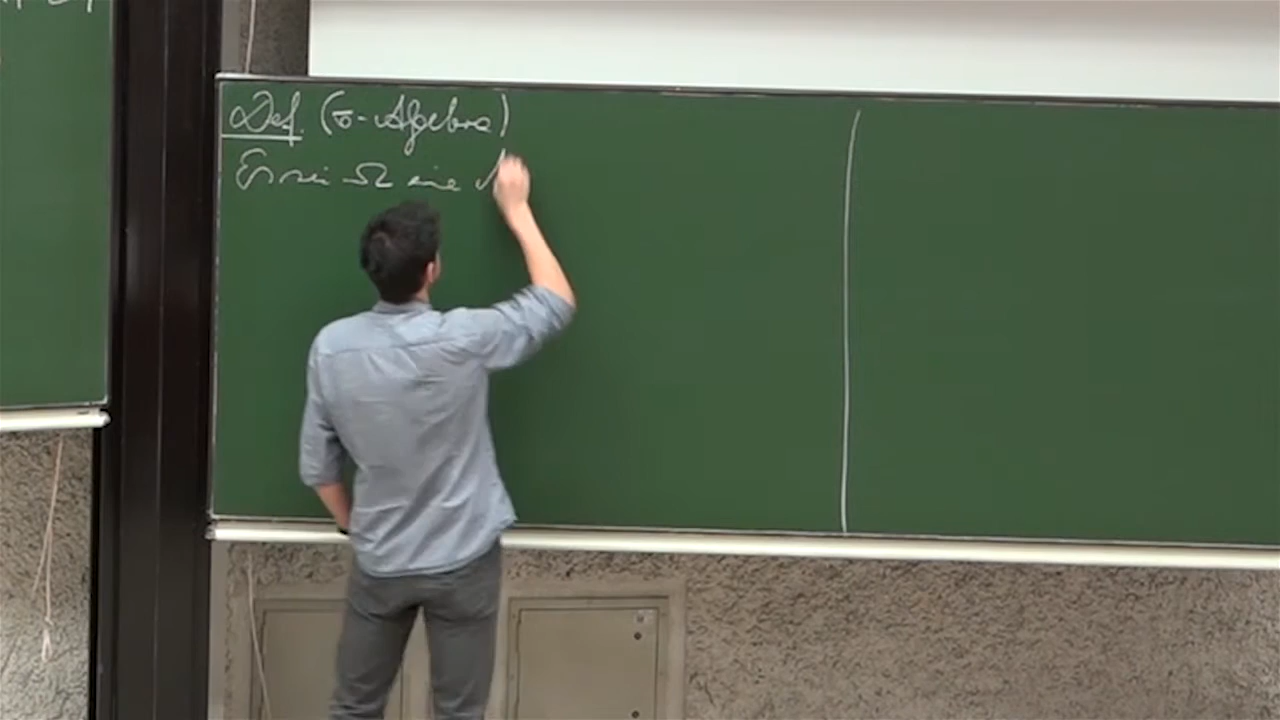 Def. (σ-Algebra)
Es sei Ω eine